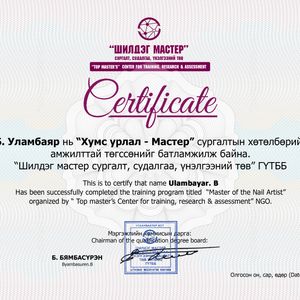 "ШИЛДЭГ МАСТЕР"
СУРГАЛТ, СУДАЛГАА, ҮНЭЛГЭЭНИЙ ТӨВ
"TOP MASTER'S" CENTER FOR TRAINING, RESEARCH & ASSESSMENT
Certificate
Б. Уламбаяр нь "Хумс урлал - Мастер" сургалтын хөтөлбөрийг
амжилттай төгссөнийг батламжилж байна.
"Шилдэг мастер сургалт, судалгаа, үнэлгээний төв" ГҮТББ
This is to certify that name Ulambayar. B
Has been successfully completed the training program titled "Master of the Nail Artist"
organized by " Top master's Center for training, research & assessment" NGO.
Мэргэжлийн зэргийн дарга
Chairman of the qualification degree board:
Б. БЯМБАСҮРЭН
Byambasuren.B
Олгосон он, сар, өдөр (Date